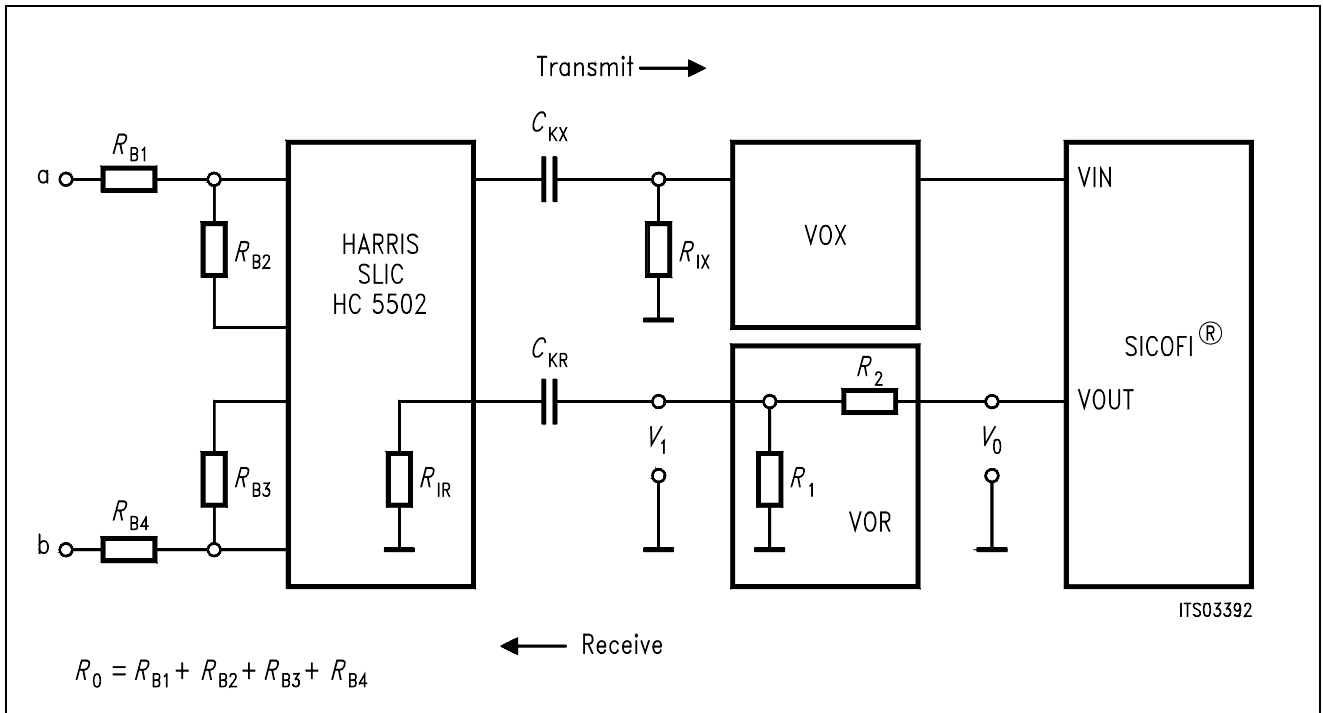 Transmit
C_KX
R_B1
a
VIN
R_B2
HARRIS
SLIC
HC 5502
R_IX
VOX
SICOFI®
C_KR
R_2
VOUT
V_1
V_0
R_B3
R_IR
R_1
R_B4
VOR
b
ITS03392
Receive
R_0 = R_B1 + R_B2 + R_B3 + R_B4